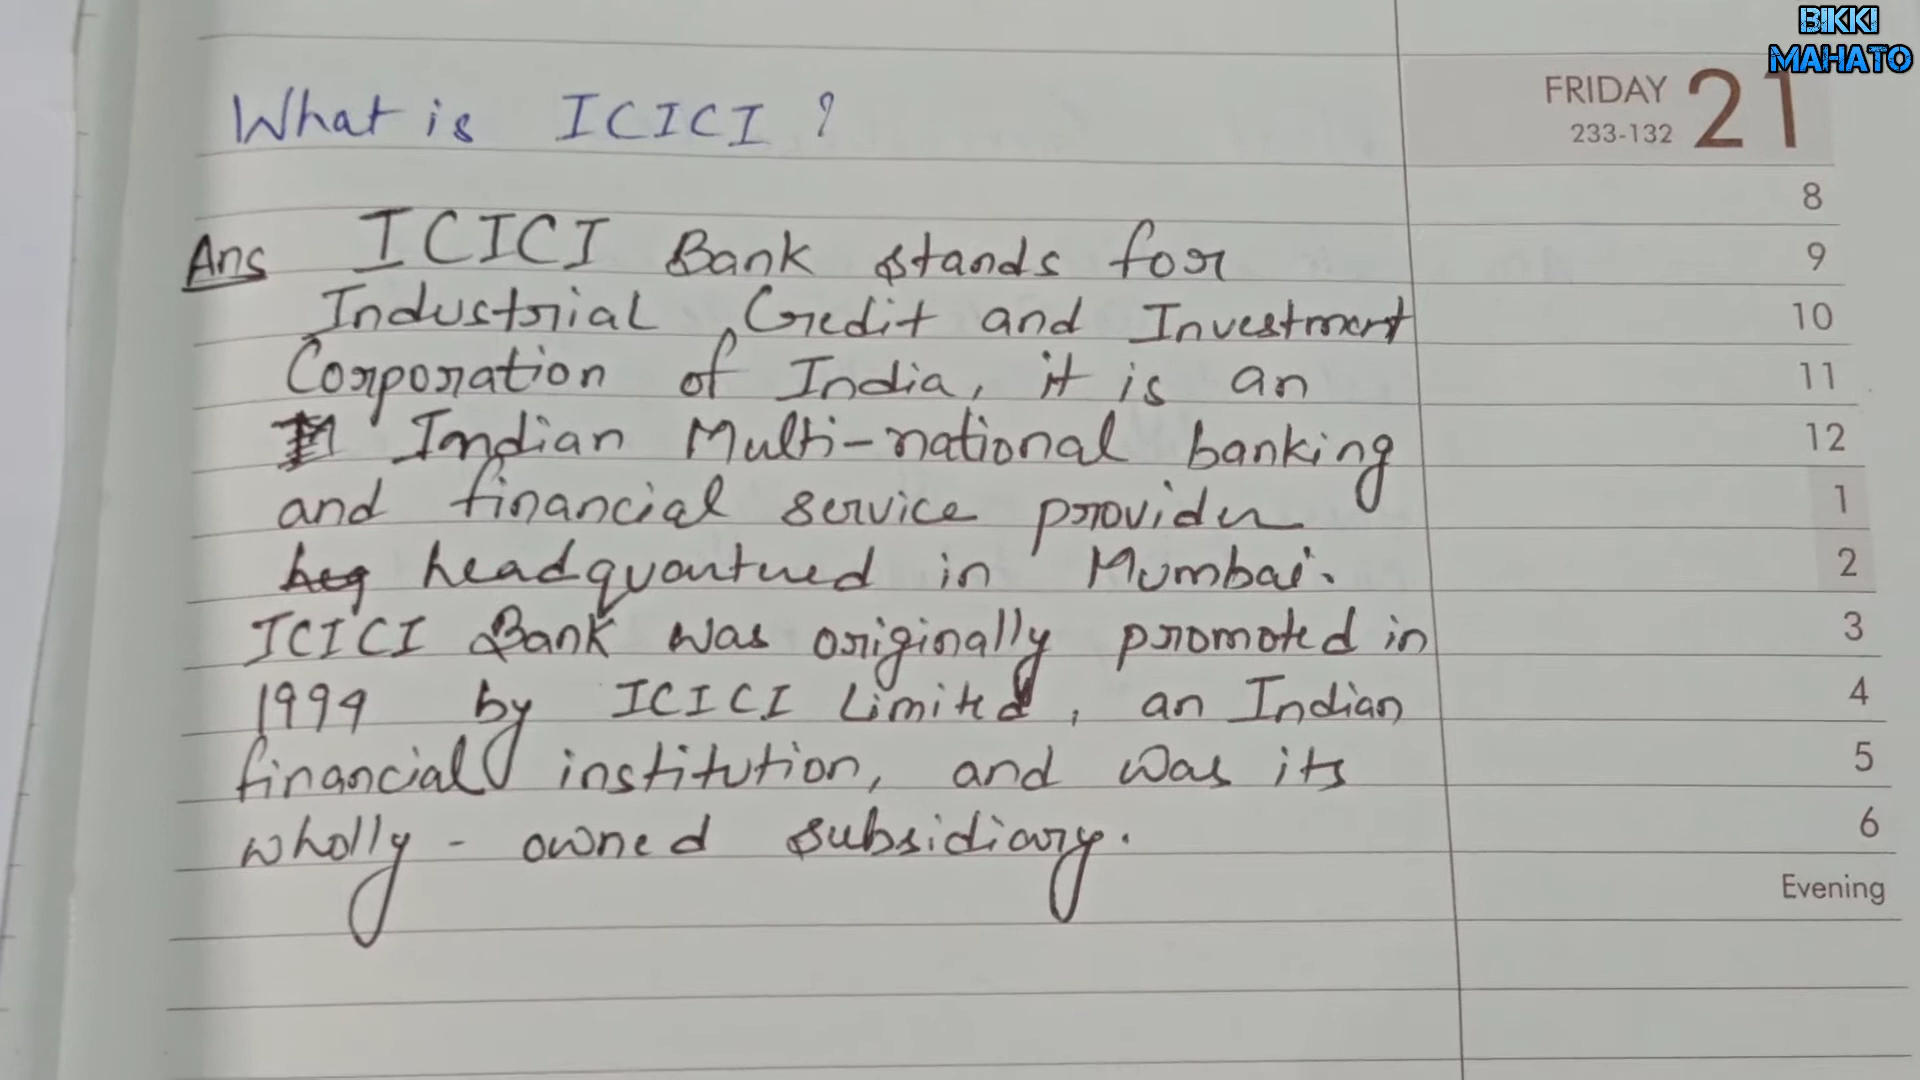 BIKKI
MAHATO
FRIDAY 21
233-132
What is ICICI ?
Ans ICICI Bank stands for
Industrial Credit and Investment
Corporation of India, it is an
Indian Multi-national banking
and financial service provider
headquartered in Mumbai.
ICICI Bank was originally promoted in
1994 by ICICI Limited, an Indian
financial institution, and was its
wholly - owned subsidiary.
8
9
10
11
12
1
2
3
4
5
6
Evening